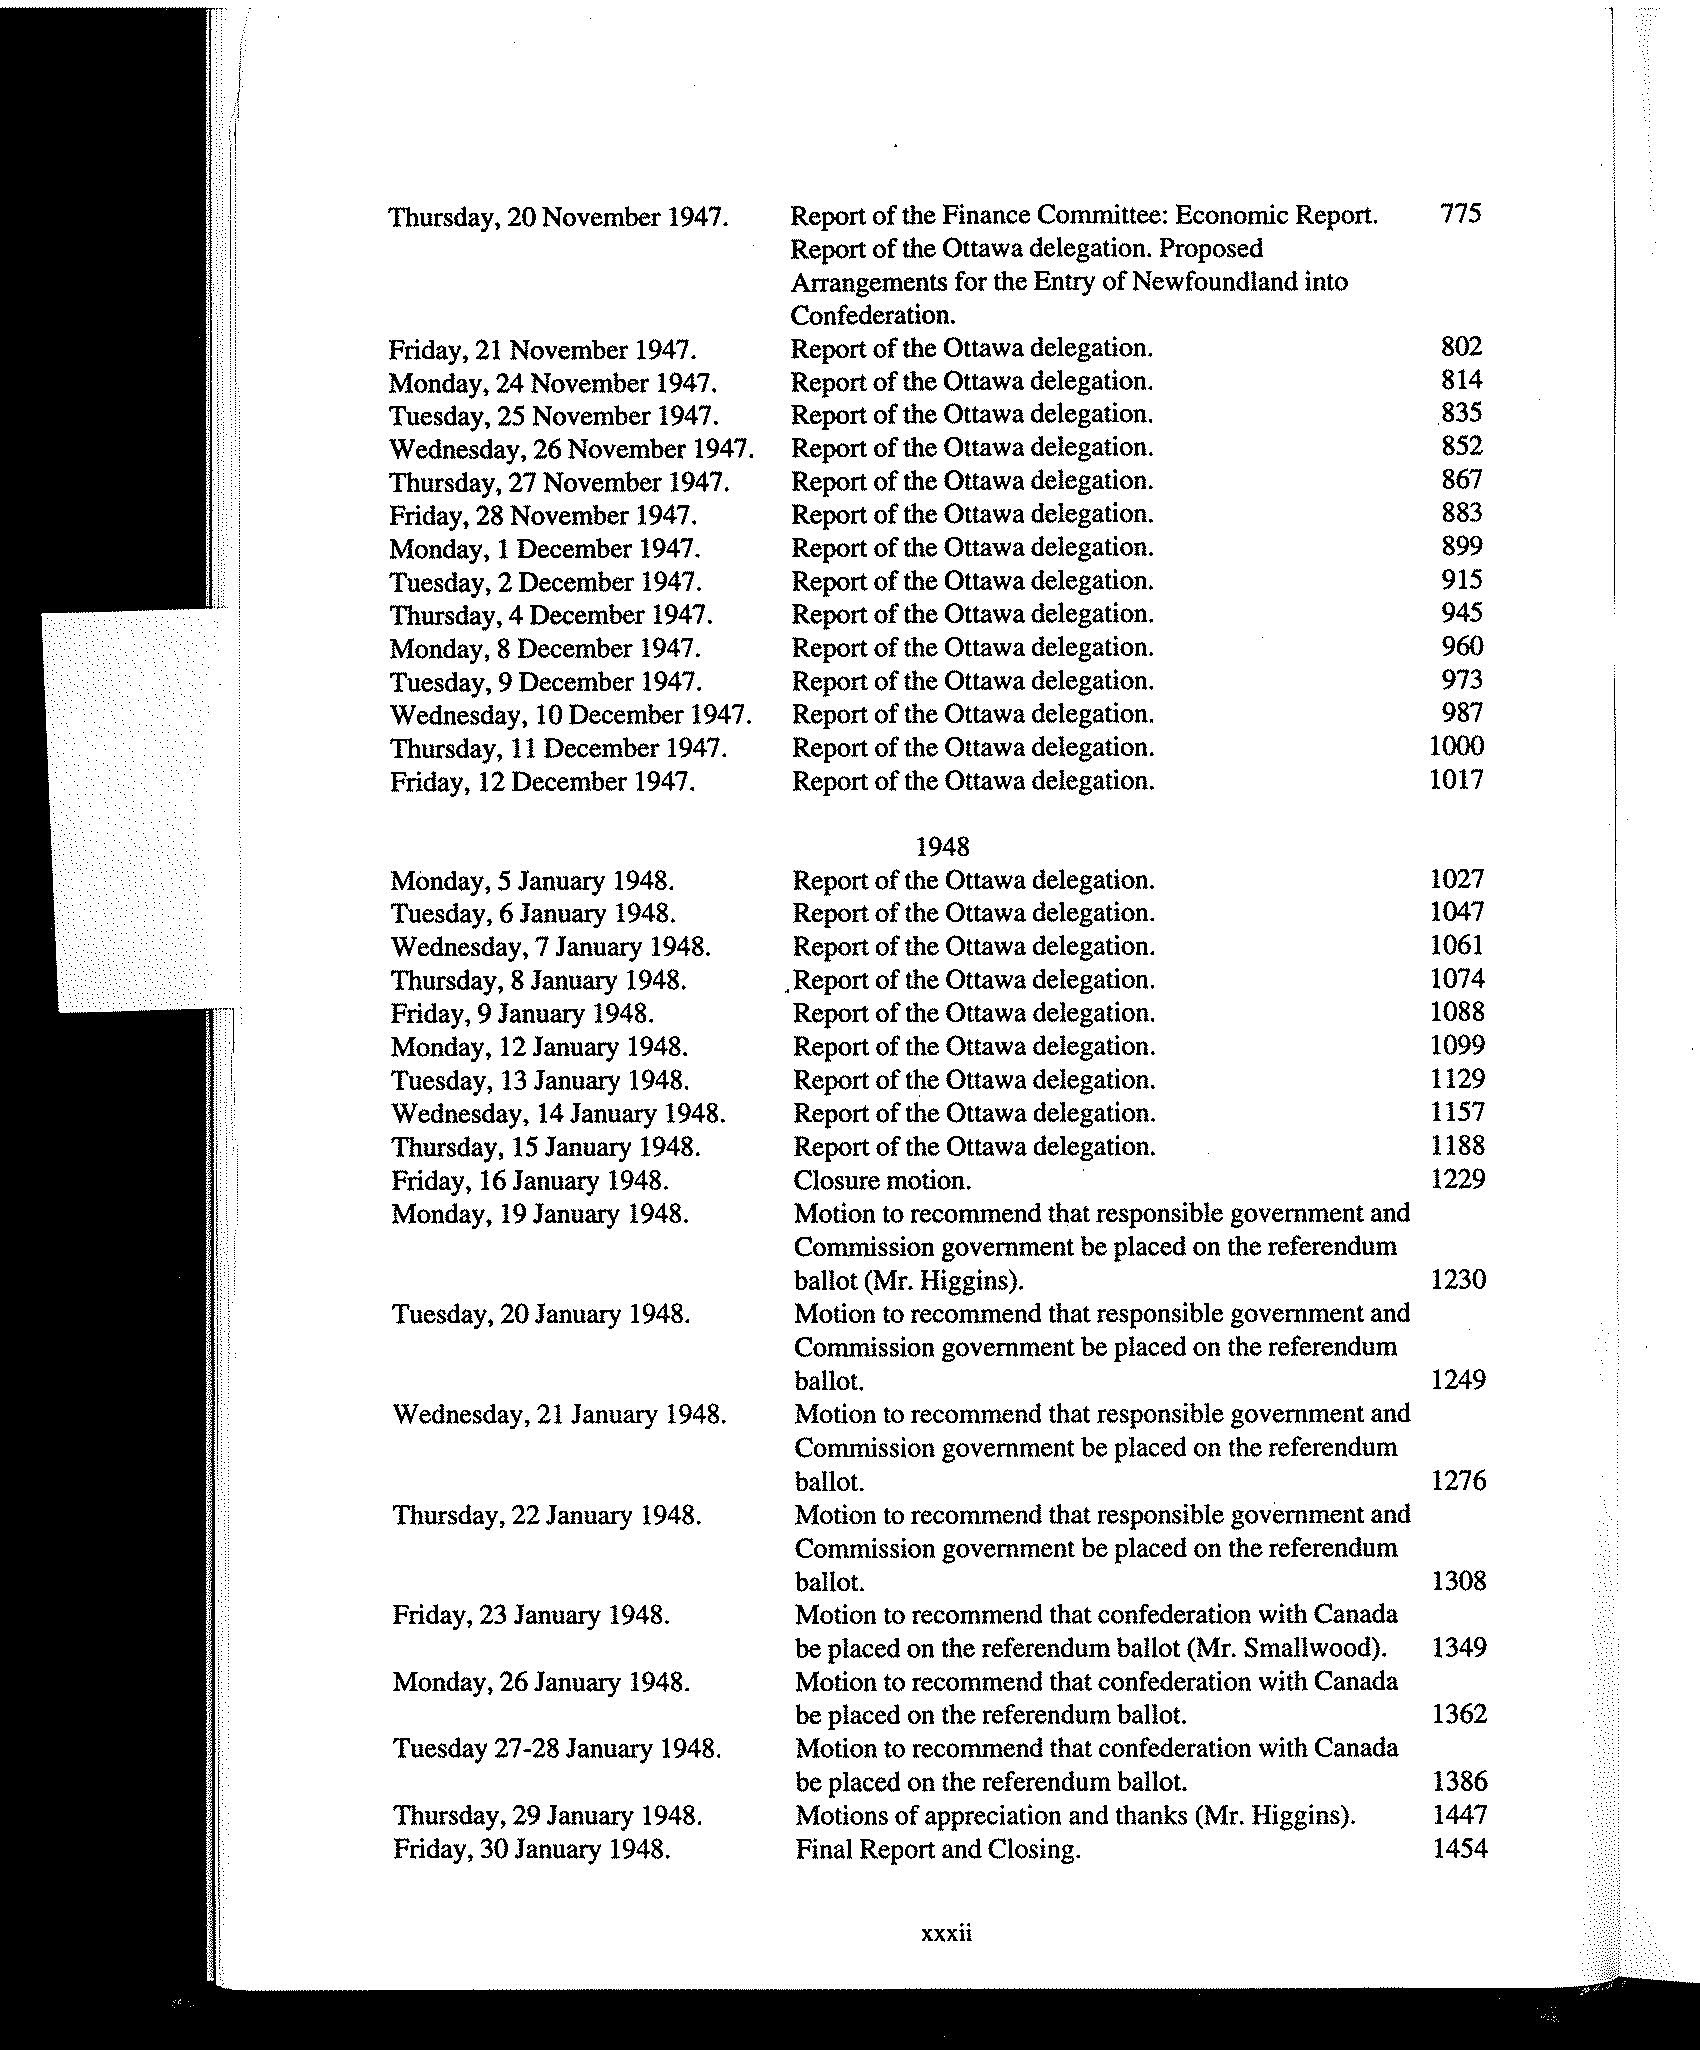 Thursday, 20 November 1947. Report of the Finance Committee: Economic Report. 775
Report of the Ottawa delegation. Proposed
Arrangements for the Entry of Newfoundland into
Confederation.
Friday, 21 November 1947. Report of the Ottawa delegation. 802
Monday, 24 November 1947. Report of the Ottawa delegation. 814
Tuesday, 25 November 1947. Report of the Ottawa delegation. 835
Wednesday, 26 November 1947. Report of the Ottawa delegation. 852
Thursday, 27 November 1947. Report of the Ottawa delegation. 867
Friday, 28 November 1947. Report of the Ottawa delegation. 883
Monday, 1 December 1947. Report of the Ottawa delegation. 899
Tuesday, 2 December 1947. Report of the Ottawa delegation. 915
Thursday, 4 December 1947. Report of the Ottawa delegation. 945
Monday, 8 December 1947. Report of the Ottawa delegation. 960
Tuesday, 9 December 1947. Report of the Ottawa delegation. 973
Wednesday, 10 December 1947. Report of the Ottawa delegation. 987
Thursday, 11 December 1947. Report of the Ottawa delegation. 1000
Friday, 12 December 1947. Report of the Ottawa delegation. 1017
1948
Monday, 5 January 1948. Report of the Ottawa delegation. 1027
Tuesday, 6 January 1948. Report of the Ottawa delegation. 1047
Wednesday, 7 January 1948. Report of the Ottawa delegation. 1061
Thursday, 8 January 1948. Report of the Ottawa delegation. 1074
Friday, 9 January 1948. Report of the Ottawa delegation. 1088
Monday, 12 January 1948. Report of the Ottawa delegation. 1099
Tuesday, 13 January 1948. Report of the Ottawa delegation. 1129
Wednesday, 14 January 1948. Report of the Ottawa delegation. 1157
Thursday, 15 January 1948. Report of the Ottawa delegation. 1188
Friday, 16 January 1948. Closure motion. 1229
Monday, 19 January 1948. Motion to recommend that responsible government and
Commission government be placed on the referendum
ballot (Mr. Higgins). 1230
Tuesday, 20 January 1948. Motion to recommend that responsible government and
Commission government be placed on the referendum
ballot. 1249
Wednesday, 21 January 1948. Motion to recommend that responsible government and
Commission government be placed on the referendum
ballot. 1276
Thursday, 22 January 1948. Motion to recommend that responsible government and
Commission government be placed on the referendum
ballot. 1308
Friday, 23 January 1948. Motion to recommend that confederation with Canada
be placed on the referendum ballot (Mr. Smallwood). 1349
Monday, 26 January 1948. Motion to recommend that confederation with Canada
be placed on the referendum ballot. 1362
Tuesday 27-28 January 1948. Motion to recommend that confederation with Canada
be placed on the referendum ballot. 1386
Thursday, 29 January 1948. Motions of appreciation and thanks (Mr. Higgins). 1447
Friday, 30 January 1948. Final Report and Closing. 1454
xxxii